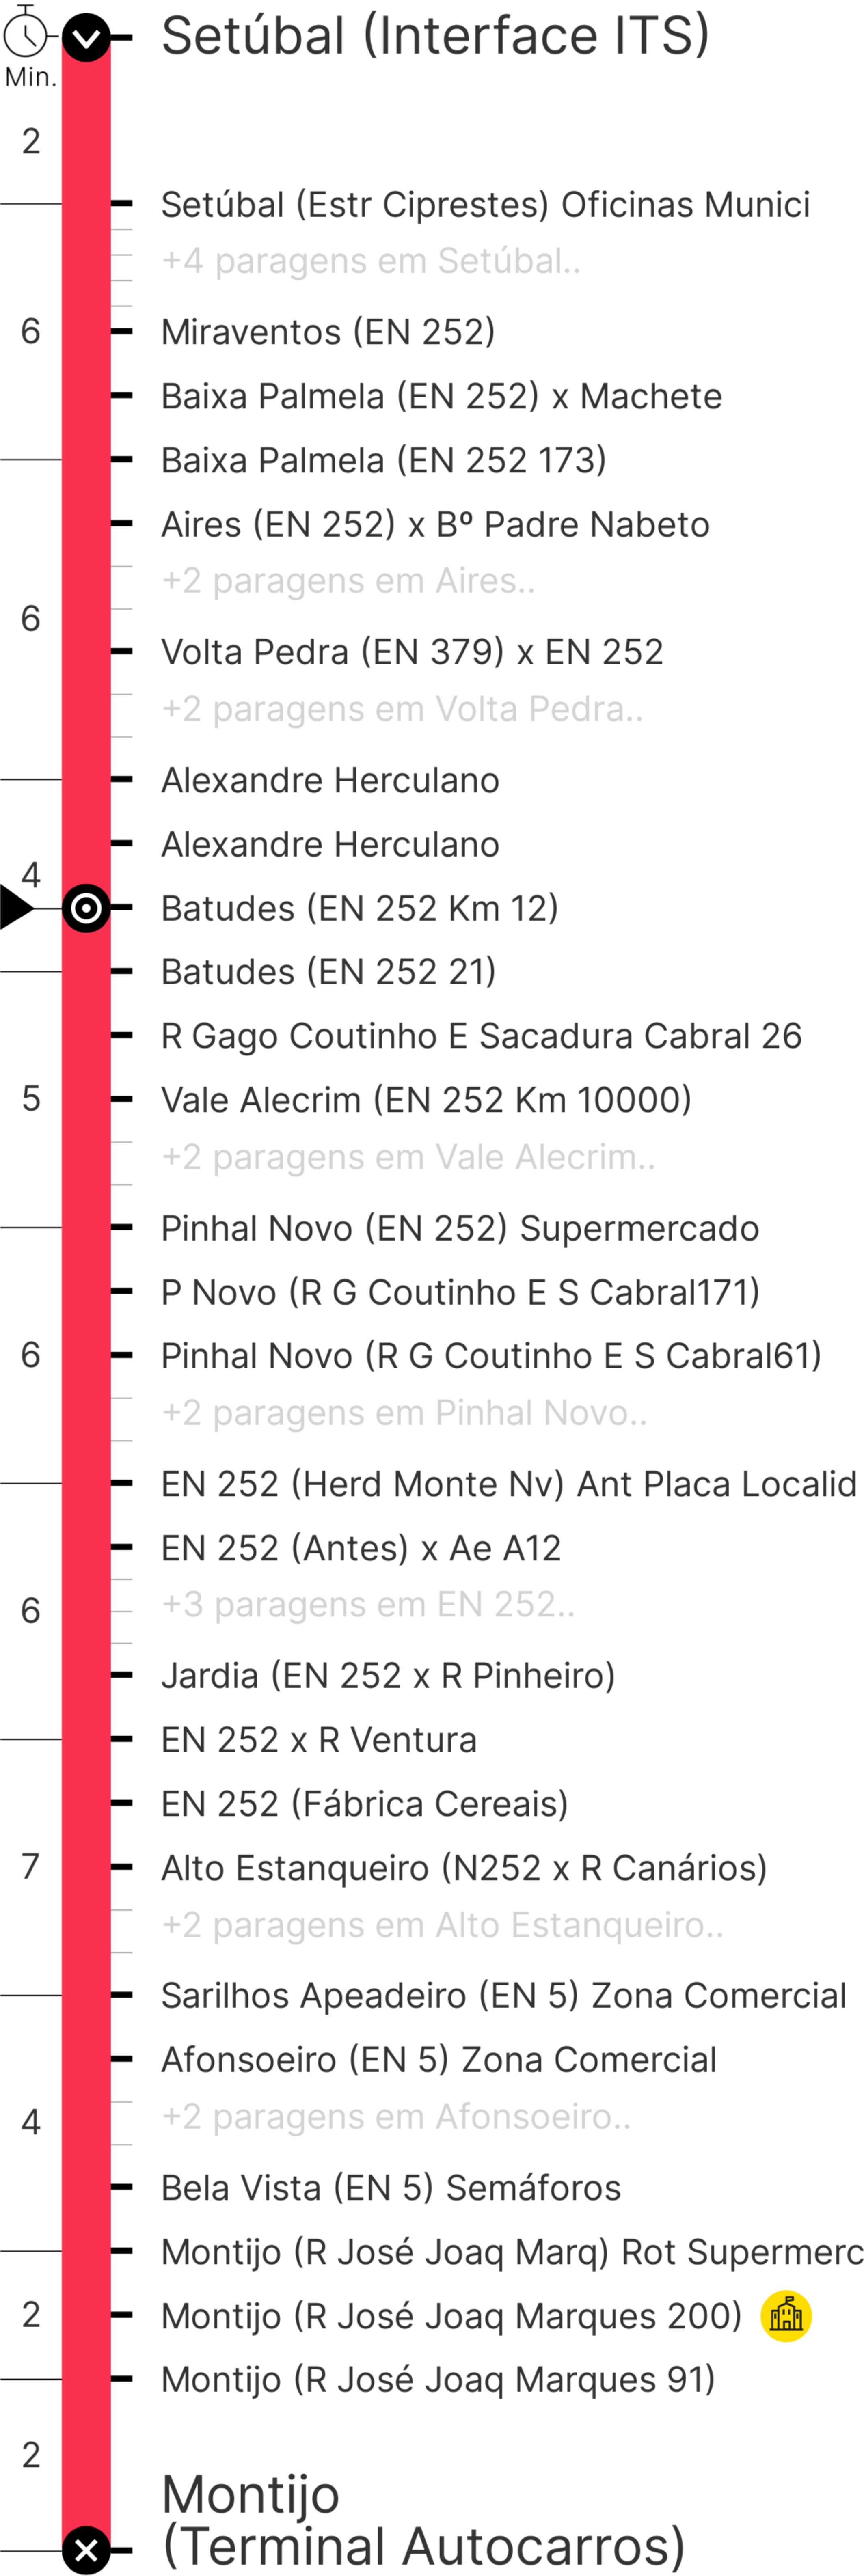 Setúbal (Interface ITS)
Min.
2
Setúbal (Estr Ciprestes) Oficinas Munici
+4 paragens em Setúbal..
6
Miraventos (EN 252)
Baixa Palmela (EN 252) x Machete
Baixa Palmela (EN 252 173)
Aires (EN 252) x Bº Padre Nabeto
+2 paragens em Aires..
6
Volta Pedra (EN 379) x EN 252
+2 paragens em Volta Pedra..
Alexandre Herculano
Alexandre Herculano
4
Batudes (EN 252 Km 12)
Batudes (EN 252 21)
R Gago Coutinho E Sacadura Cabral 26
5
Vale Alecrim (EN 252 Km 10000)
+2 paragens em Vale Alecrim..
Pinhal Novo (EN 252) Supermercado
P Novo (R G Coutinho E S Cabral171)
6
Pinhal Novo (R G Coutinho E S Cabral61)
+2 paragens em Pinhal Novo..
EN 252 (Herd Monte Nv) Ant Placa Localid
EN 252 (Antes) x Ae A12
+3 paragens em EN 252..
6
Jardia (EN 252 x R Pinheiro)
EN 252 x R Ventura
EN 252 (Fábrica Cereais)
7
Alto Estanqueiro (N252 x R Canários)
+2 paragens em Alto Estanqueiro..
Sarilhos Apeadeiro (EN 5) Zona Comercial
Afonsoeiro (EN 5) Zona Comercial
+2 paragens em Afonsoeiro..
4
Bela Vista (EN 5) Semáforos
Montijo (R José Joaq Marq) Rot Supermerc
2
Montijo (R José Joaq Marques 200)
Montijo (R José Joaq Marques 91)
2
Montijo
(Terminal Autocarros)